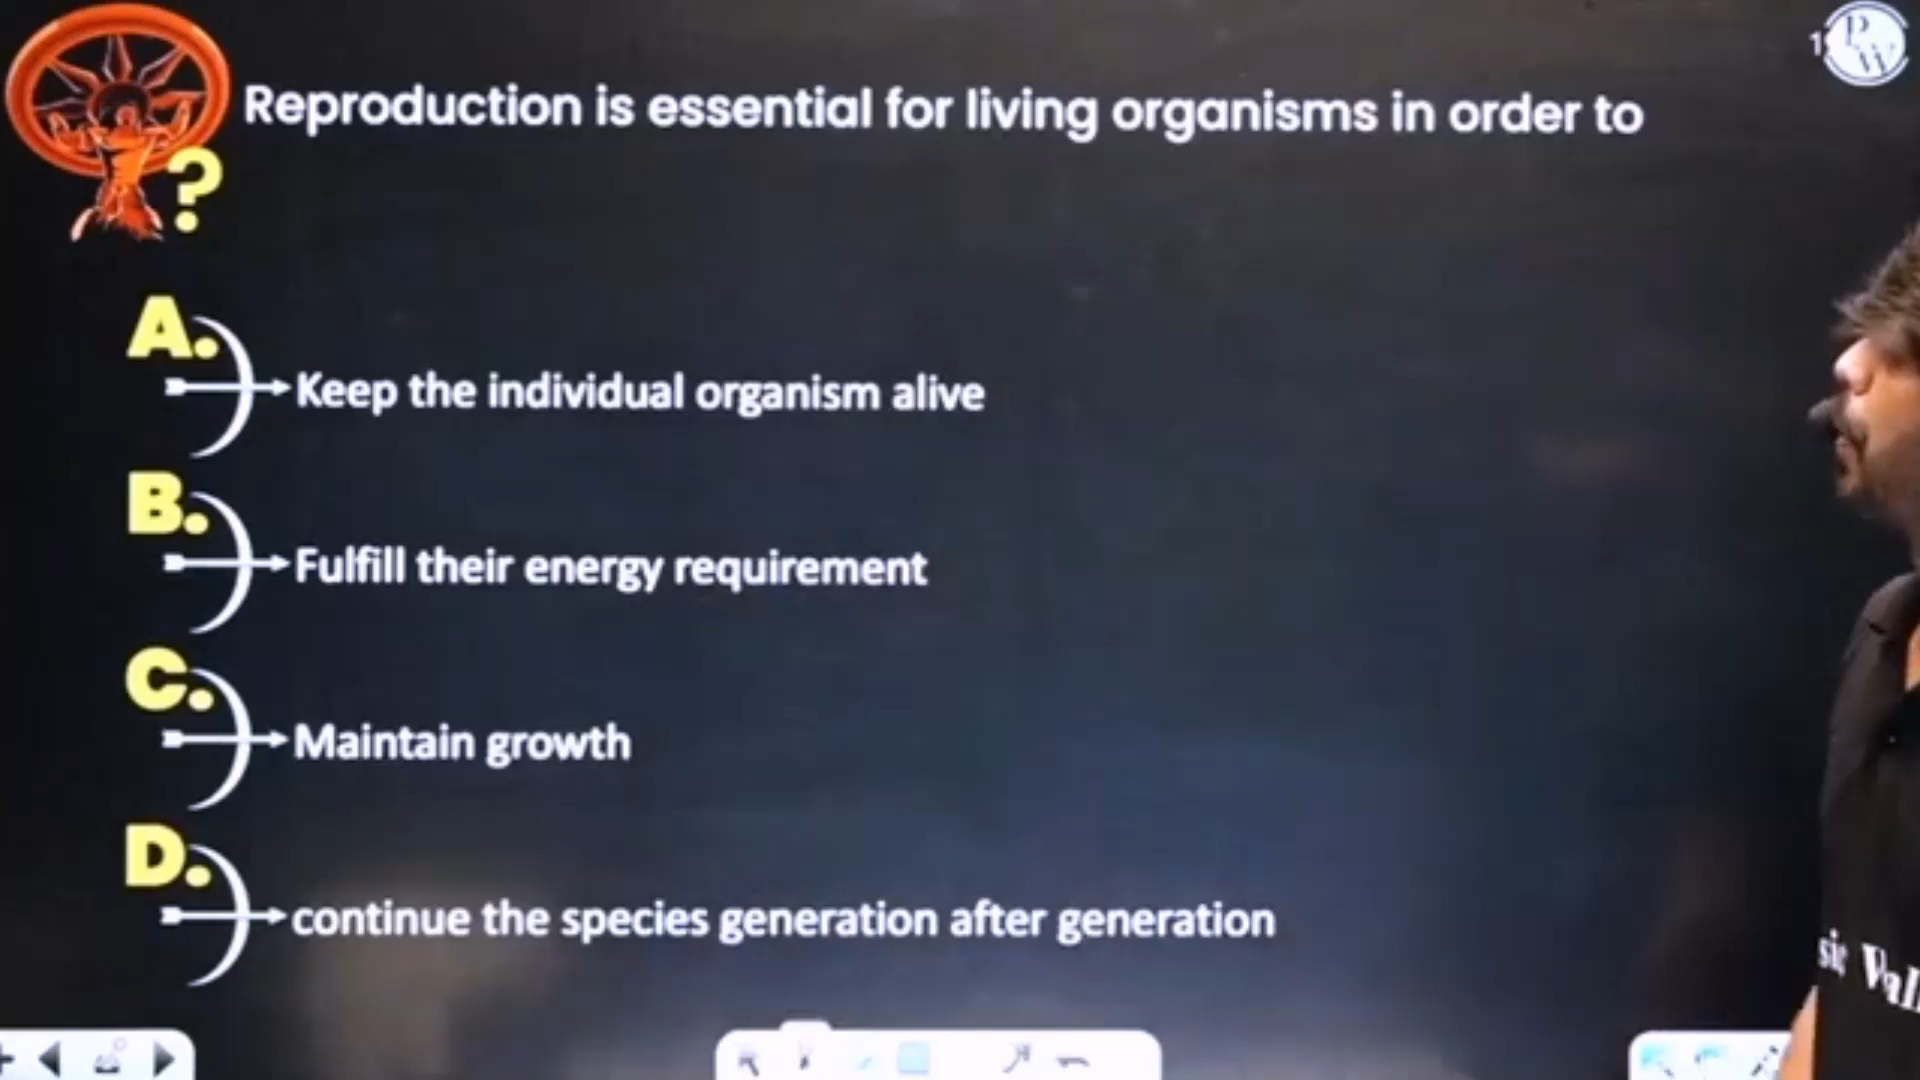 Reproduction is essential for living organisms in order to
?
A.
Keep the individual organism alive
B.
Fulfill their energy requirement
C.
Maintain growth
D.
continue the species generation after generation
PW